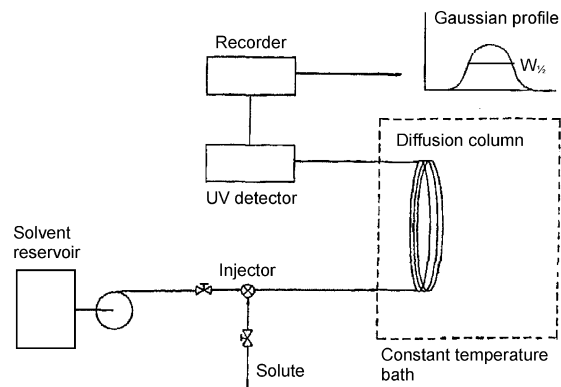 Gaussian profile
Recorder
W½
Diffusion column
UV detector
Solvent
reservoir
Injector
Solute
Constant temperature
bath